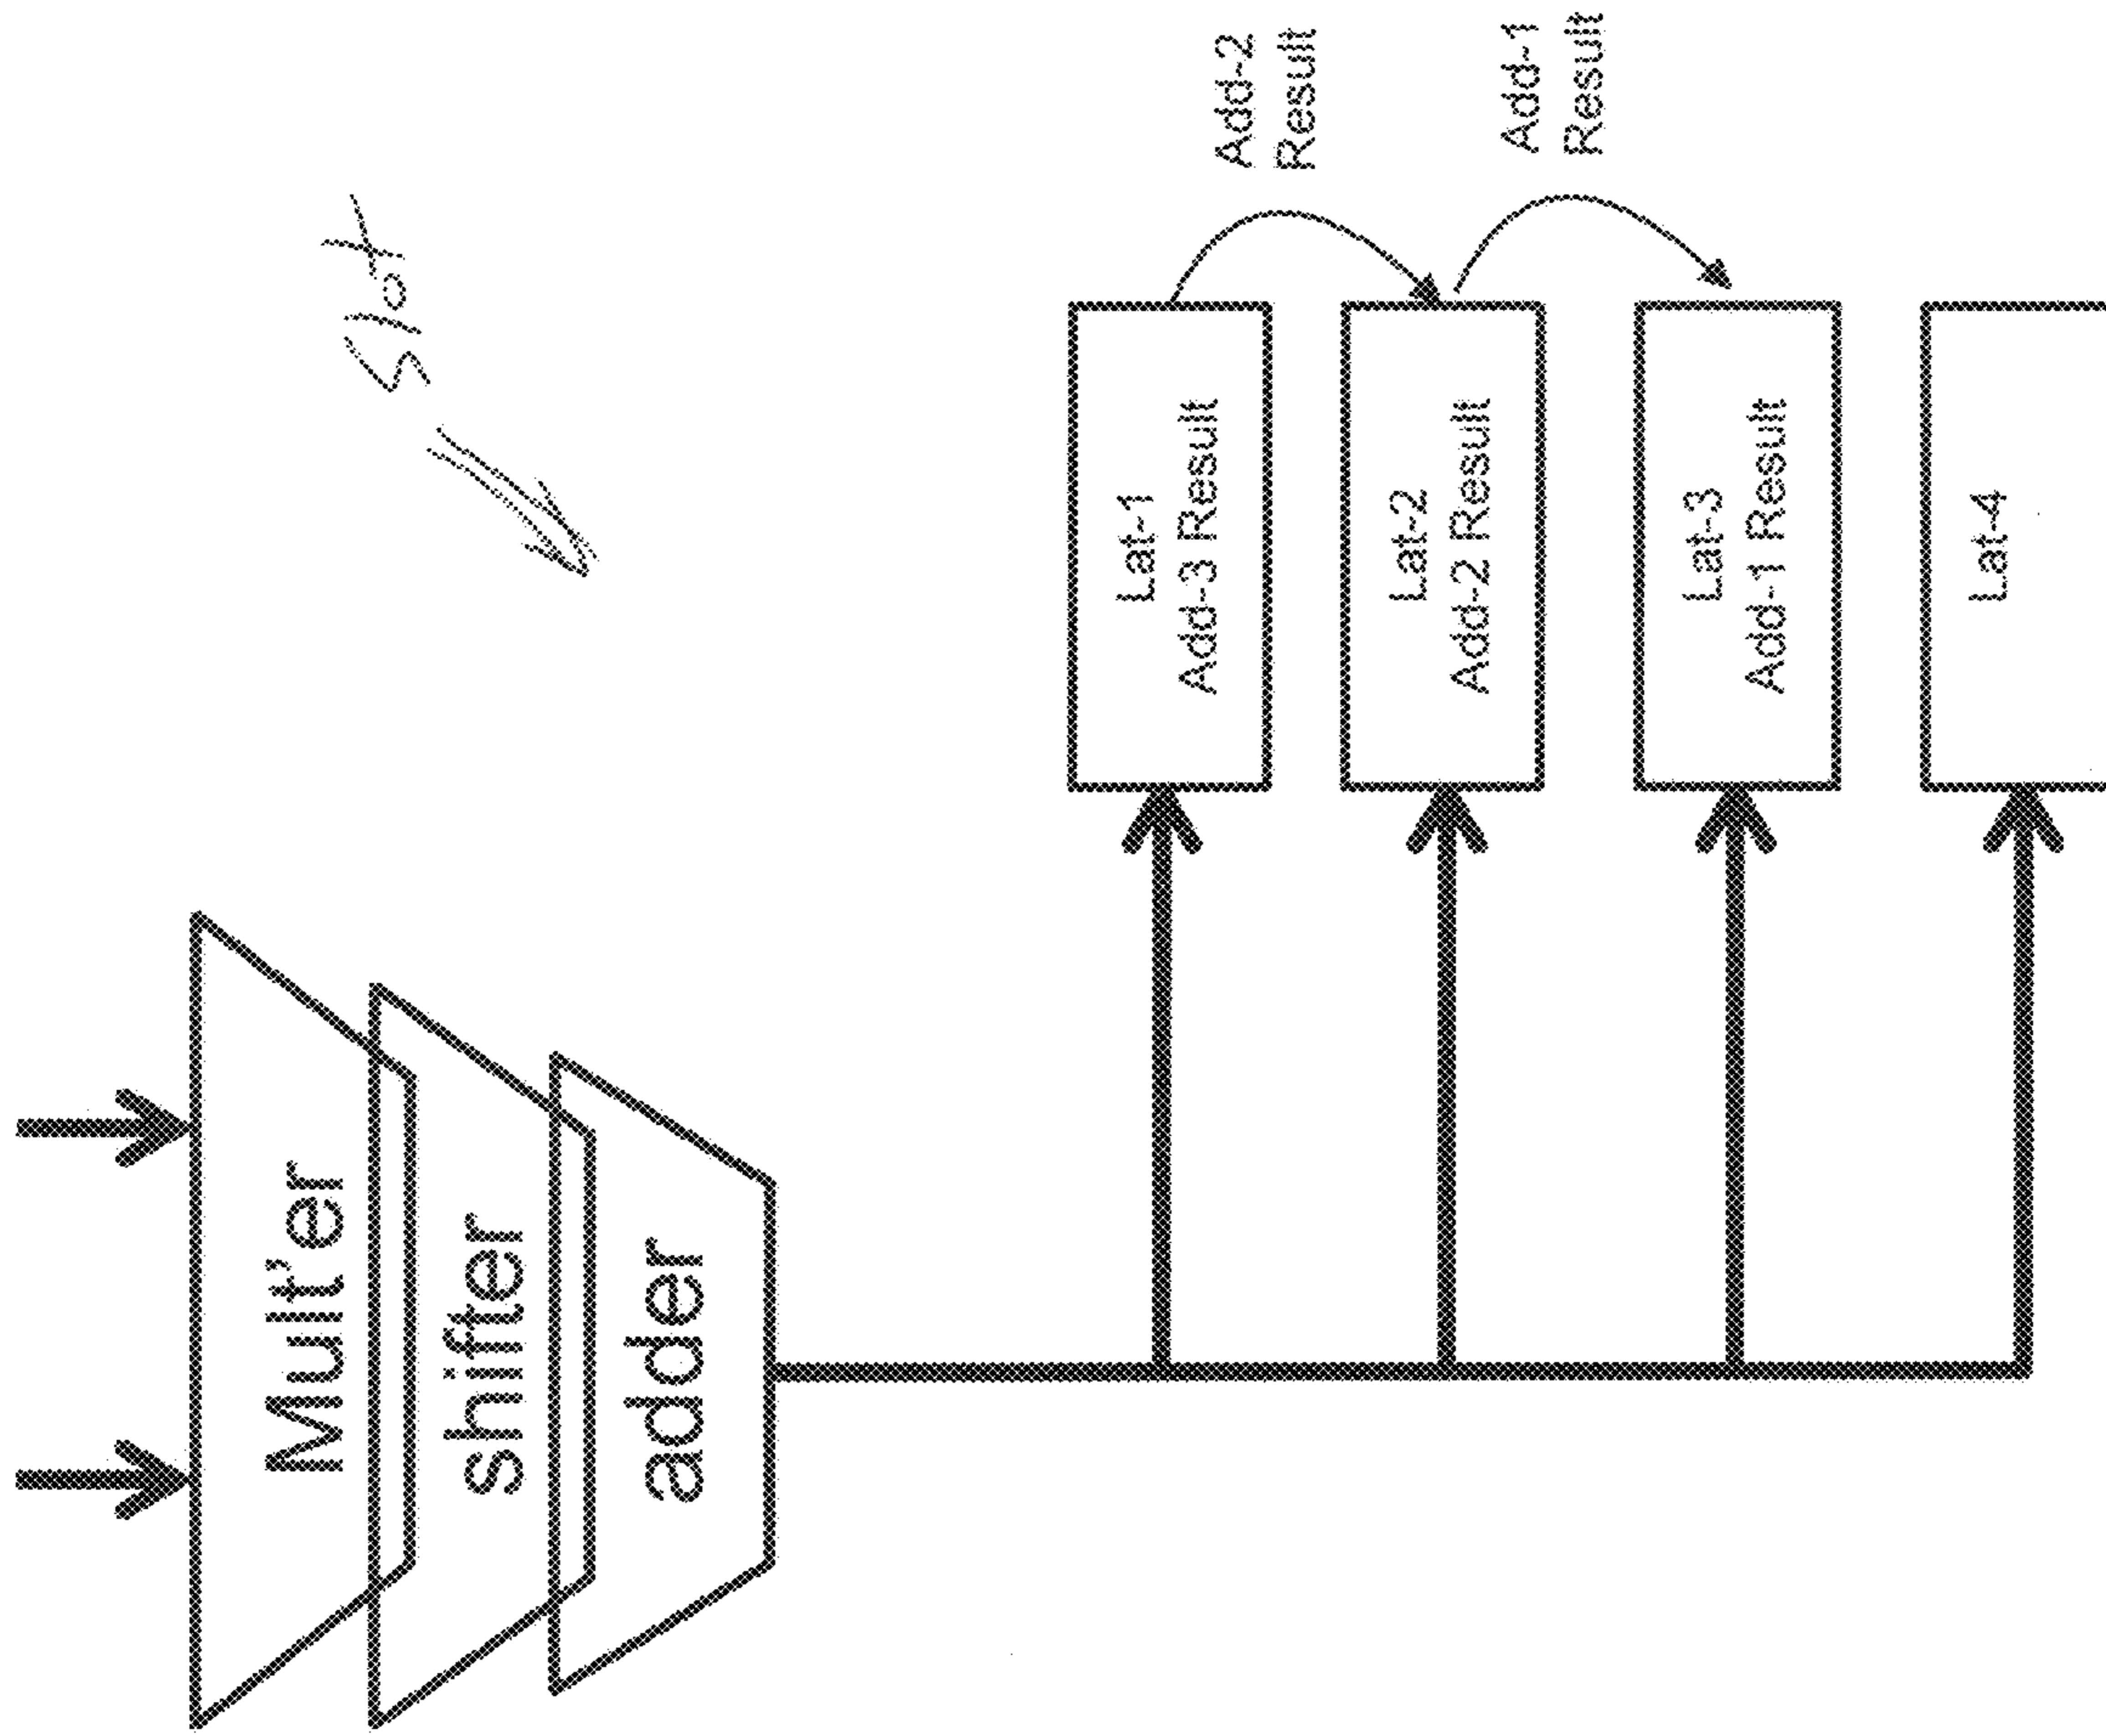 Mult'er
shifter
adder
Slot
Lat-1
Add-3 Result
Add-2
Result
Lat-2
Add-2 Result
Add-1
Result
Lat-3
Add-1 Result
Lat-4